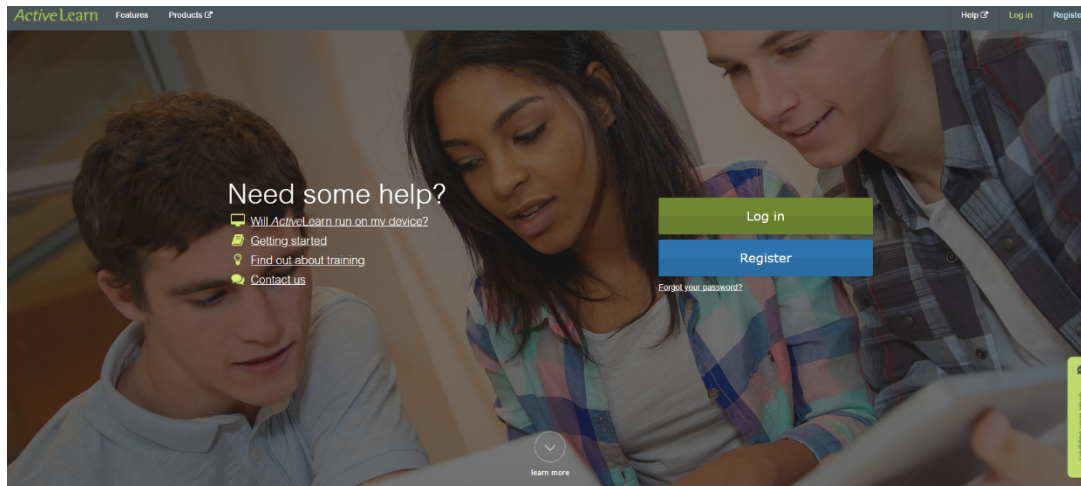 ActiveLearn Features Products Help Log in Registe
Need some help?
Will ActiveLearn run on my device?
Getting started
Find out about training
Contact us
Log in
Register
Forgot your password?
learn more